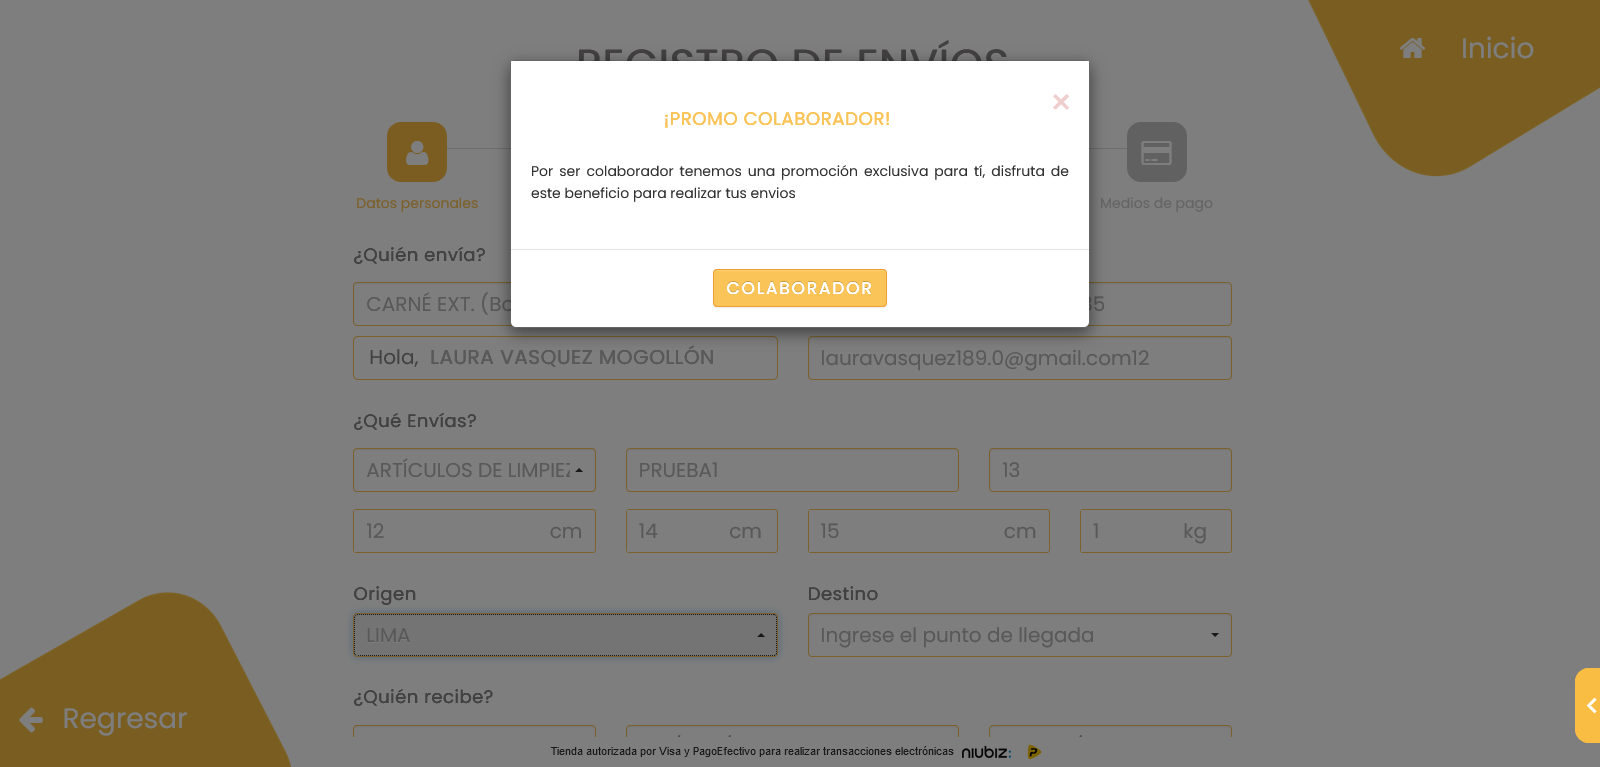 REGISTRO DE ENVÍOS
Inicio
¡PROMO COLABORADOR!
Por ser colaborador tenemos una promoción exclusiva para tí, disfruta de
este beneficio para realizar tus envios
COLABORADOR
Datos personales
Medios de pago
¿Quién envía?
CARNÉ EXT.
Hola, LAURA VASQUEZ MOGOLLÓN
lauravasquez189.0@gmail.com12
¿Qué Envías?
ARTÍCULOS DE LIMPIEZ
PRUEBA1
13
12 cm
14 cm
15 cm
1 kg
Origen
Destino
LIMA
Ingrese el punto de llegada
¿Quién recibe?
Regresar
Tienda autorizada por Visa y PagoEfectivo para realizar transacciones electrónicas niubiz: